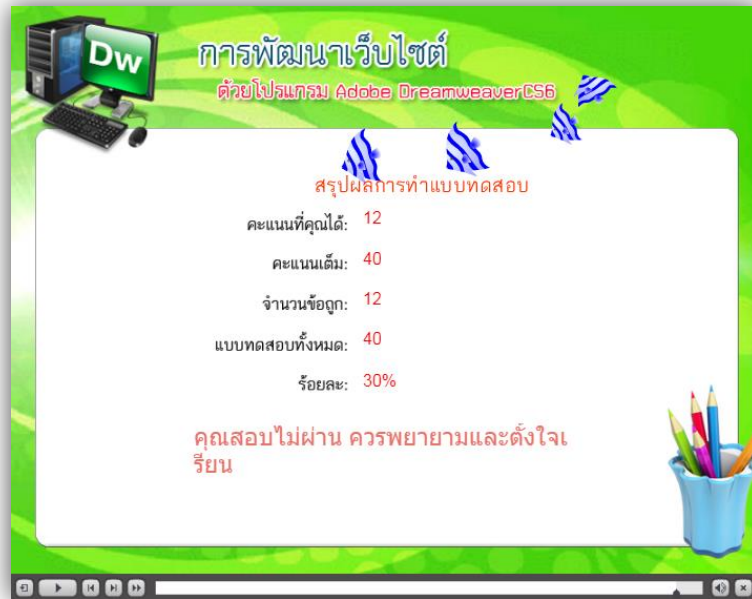 Dw
การพัฒนาเว็บไซต์
ด้วยโปรแกรม Adobe DreamweaverCS6
สรุปผลการทำแบบทดสอบ
คะแนนที่คุณได้: 12
คะแนนเต็ม: 40
จำนวนข้อถูก: 12
แบบทดสอบทั้งหมด: 40
ร้อยละ: 30%
คุณสอบไม่ผ่าน ควรพยายามและตั้งใจเ
รียน